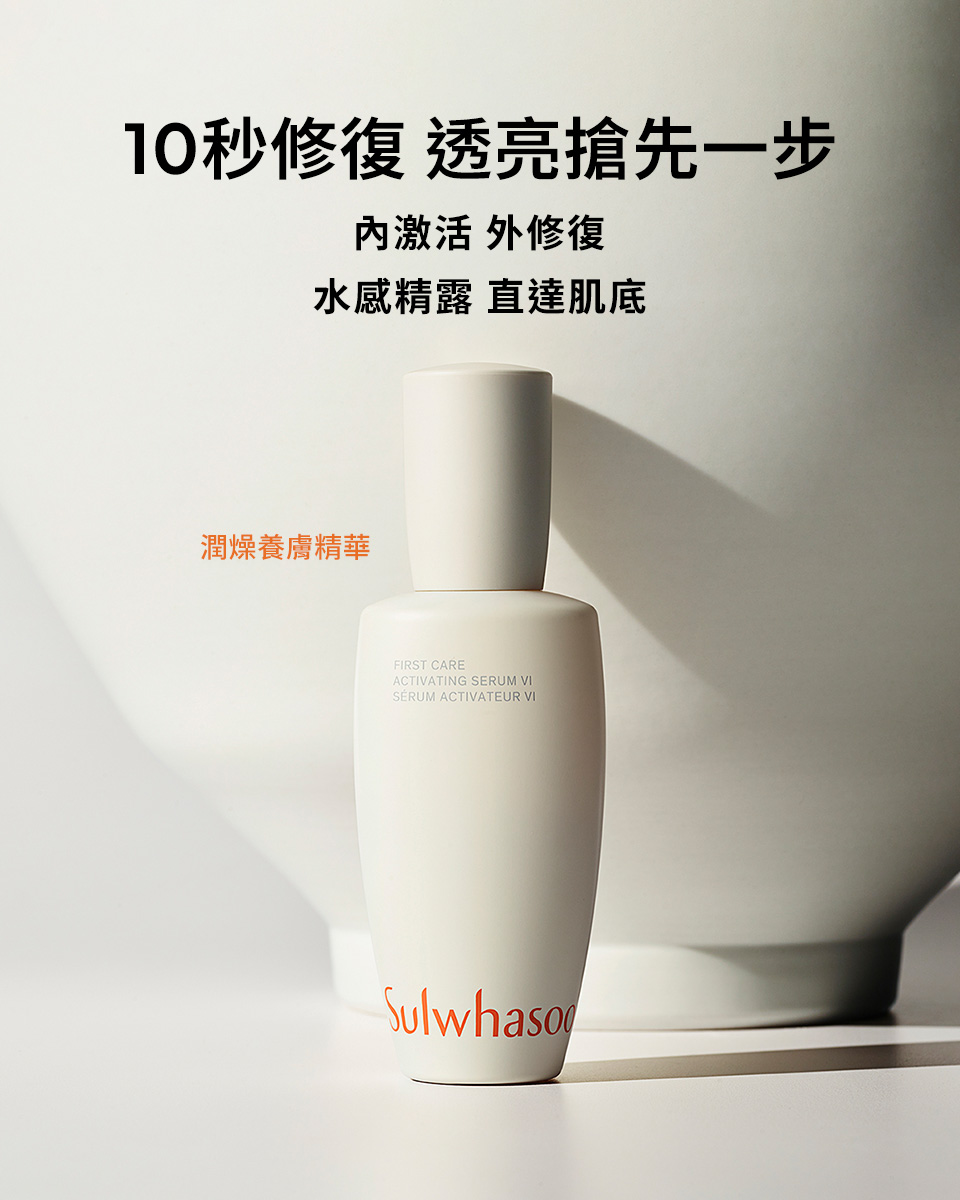 10秒修復 透亮搶先一步
內激活 外修復
水感精露 直達肌底
潤燥養膚精華
FIRST CARE
ACTIVATING SERUM VI
SÉRUM ACTIVATEUR VI
Sulwhasoo